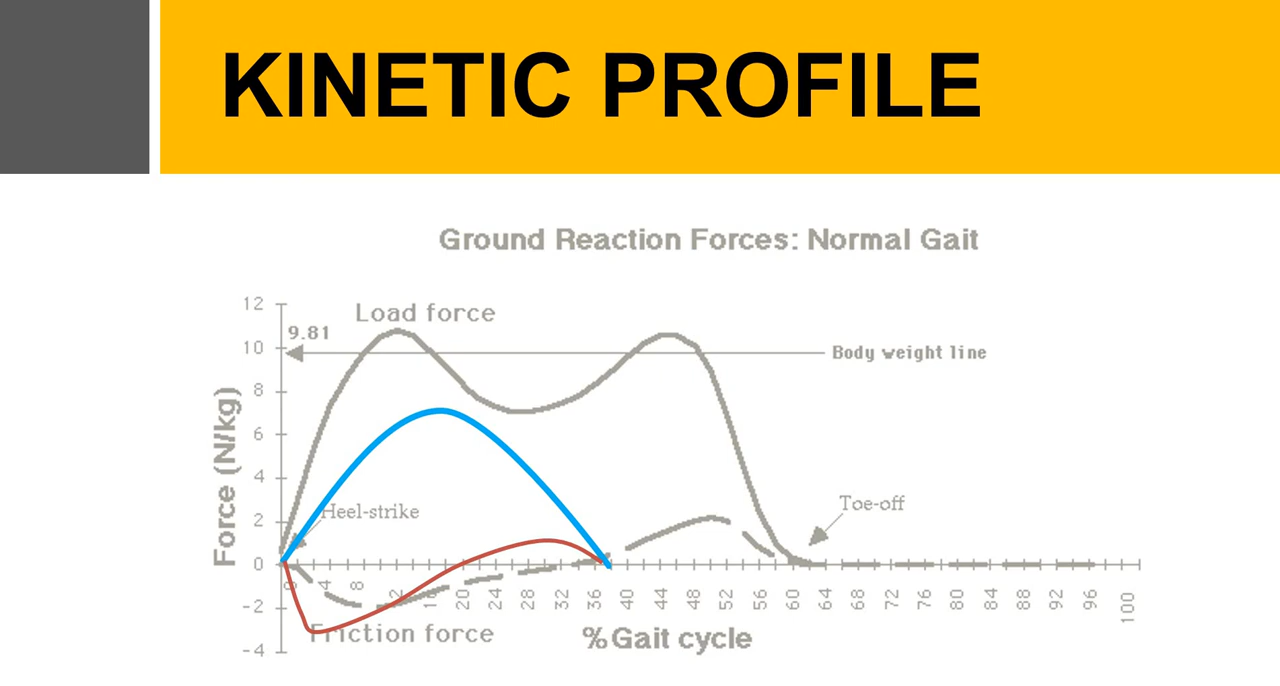 KINETIC PROFILE
Ground Reaction Forces: Normal Gait
12
Load force
9.81
10
Body weight line
8
6
4
2
0
-2
-4
Force (N/kg)
Heel-strike
Toe-off
0 4 8 12 16 20 24 28 32 36 40 44 48 52 56 60 64 68 72 76 80 84 88 92 96 100
Friction force
%Gait cycle